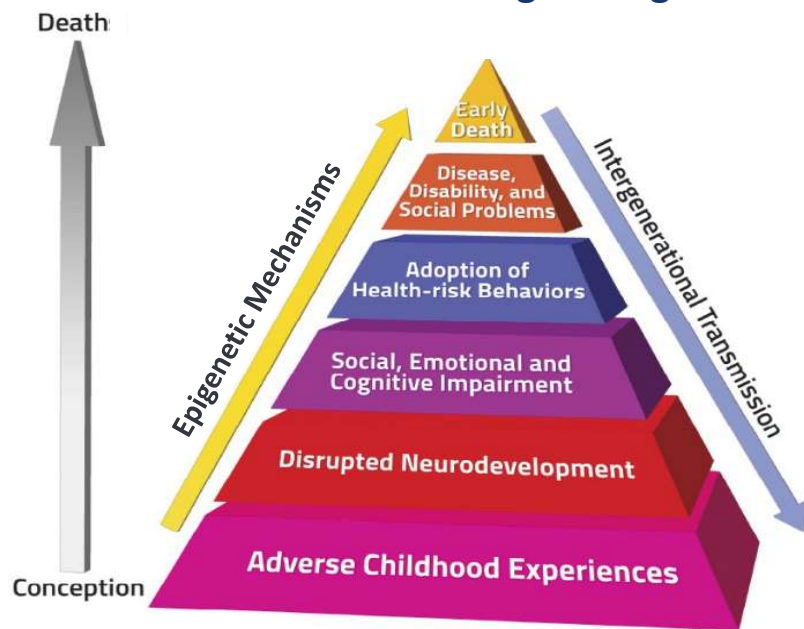 Death
Early
Death
Disease,
Disability, and
Social Problems
Adoption of
Health-risk Behaviors
Social, Emotional and
Cognitive Impairment
Disrupted Neurodevelopment
Adverse Childhood Experiences
Conception
Epigenetic Mechanisms
Intergenerational Transmission